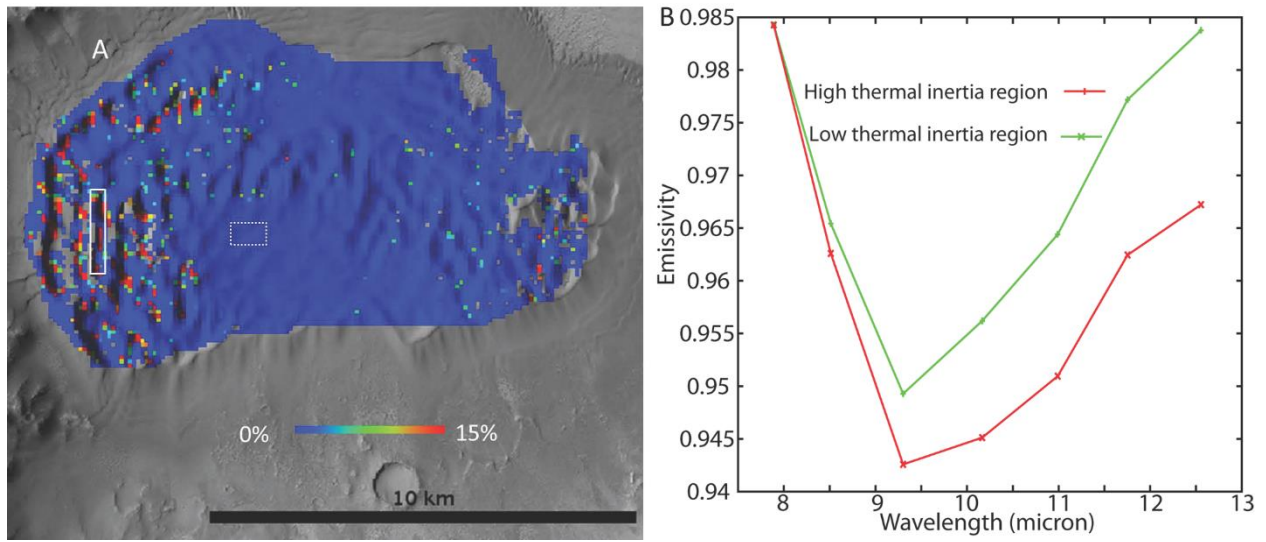 A
0%
15%
10 km
B
0.985
0.98
0.975
0.97
0.965
0.96
0.955
0.95
0.945
0.94
Emissivity
High thermal inertia region
Low thermal inertia region
8
9
10
11
12
13
Wavelength (micron)